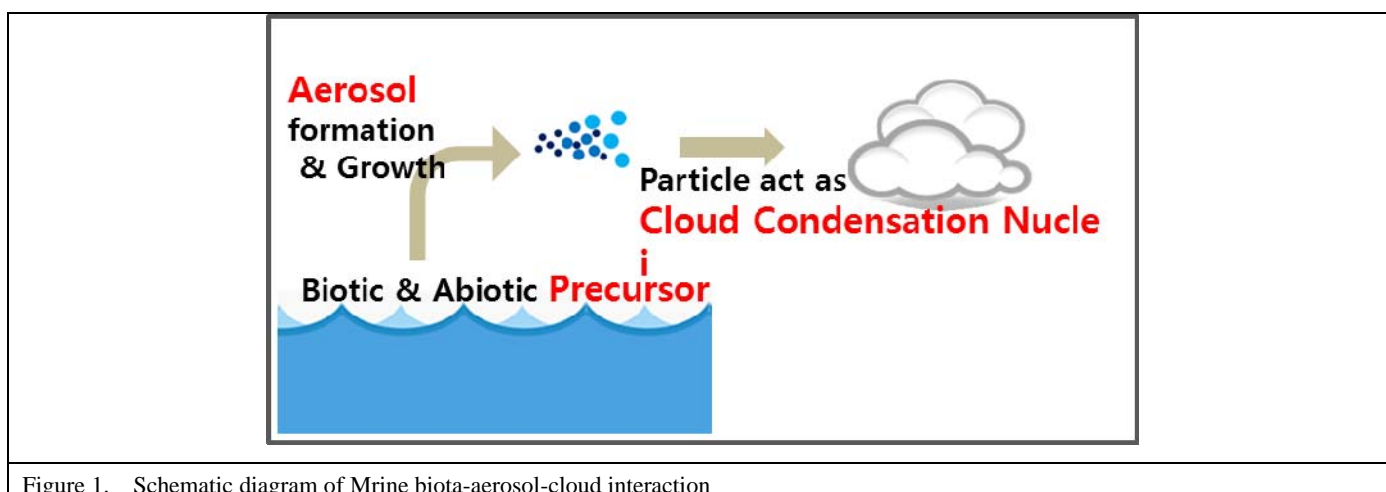 Aerosol
formation
& Growth
Particle act as
Cloud Condensation Nucle
i
Biotic & Abiotic Precursor
Figure 1. Schematic diagram of Mrine biota-aerosol-cloud interaction